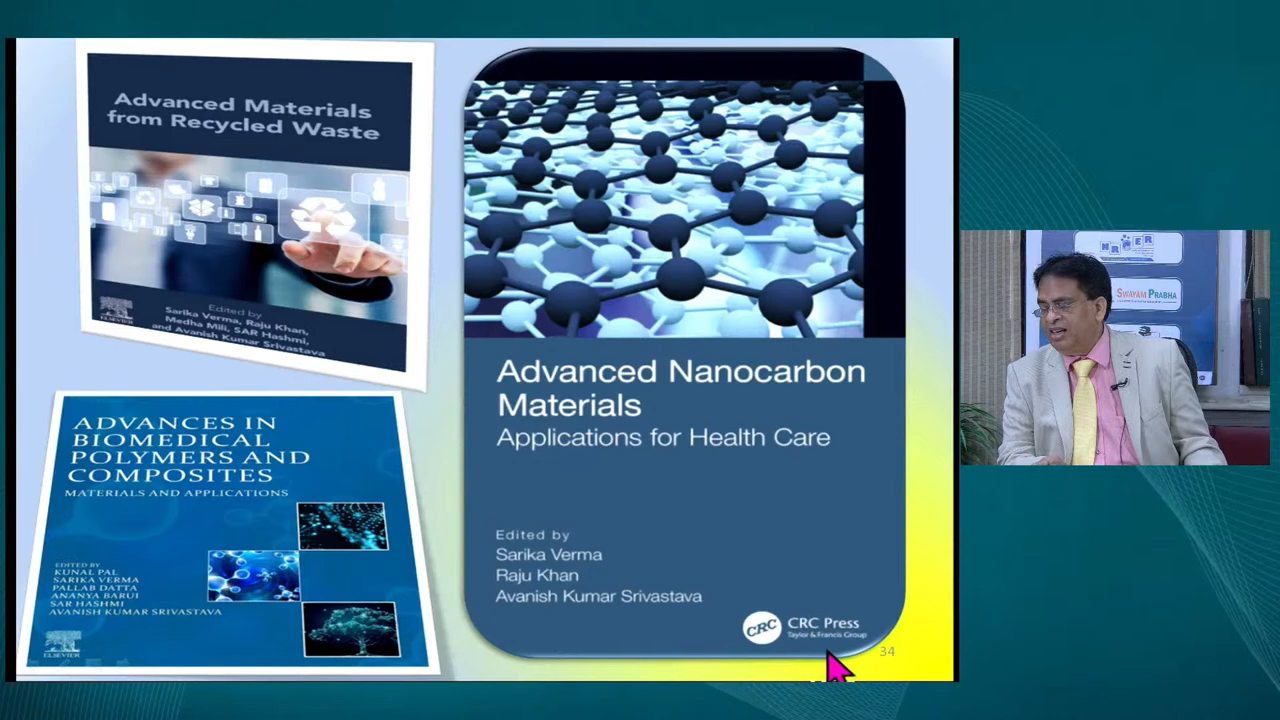 Advanced Materials
from Recycled Waste
Edited by
Sarika Verma, Raju Khan,
Medha Mili, SAR Hashmi,
and Avanish Kumar Srivastava
ELSEVIER
ADVANCES IN
BIOMEDICAL
POLYMERS AND
COMPOSITES
MATERIALS AND APPLICATIONS
EDITED BY
KUNAL PAL
SARIKA VERMA
PALLAB DATTA
ANANYA BARUI
SAR HASHMI
AVANISH KUMAR SRIVASTAVA
ELSEVIER
Advanced Nanocarbon
Materials
Applications for Health Care
Edited by
Sarika Verma
Raju Khan
Avanish Kumar Srivastava
CRC
CRC Press
Taylor & Francis Group
34
SWAYAM PRABHA